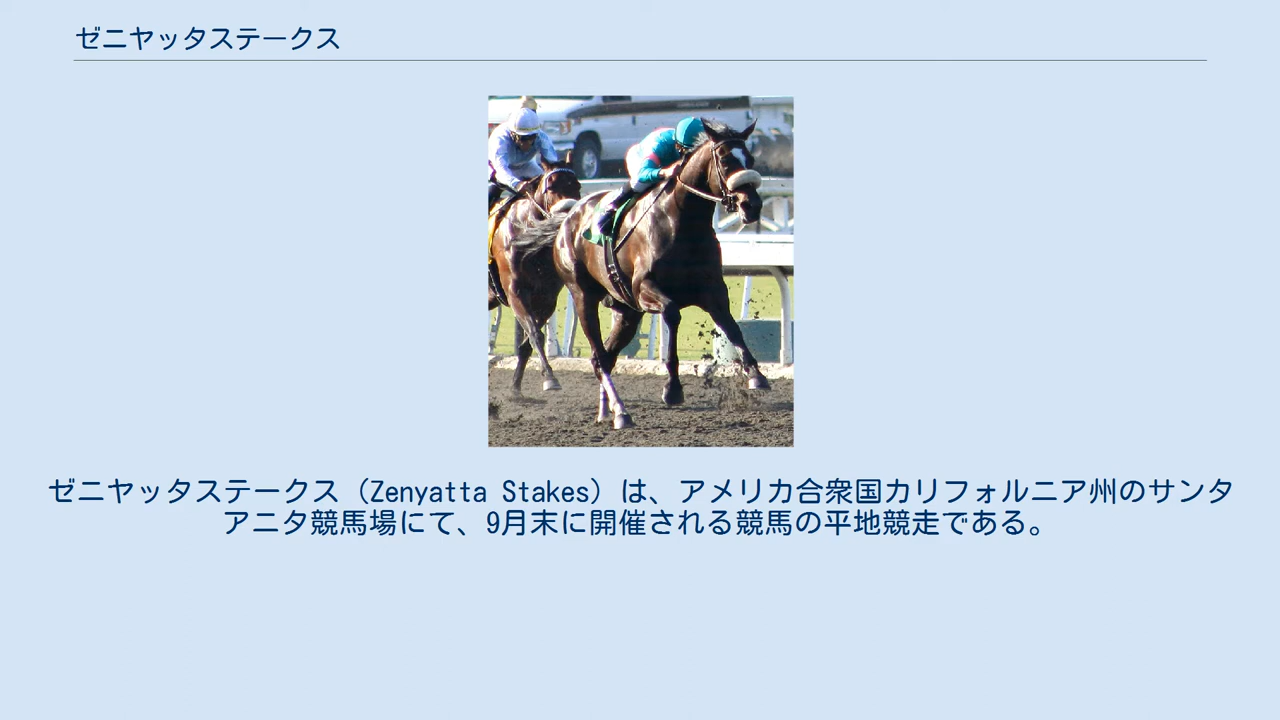 ゼニヤッタステークス
ゼニヤッタステークス（Zenyatta Stakes）は、アメリカ合衆国カリフォルニア州のサンタ
アニタ競馬場にて、9月末に開催される競馬の平地競走である。